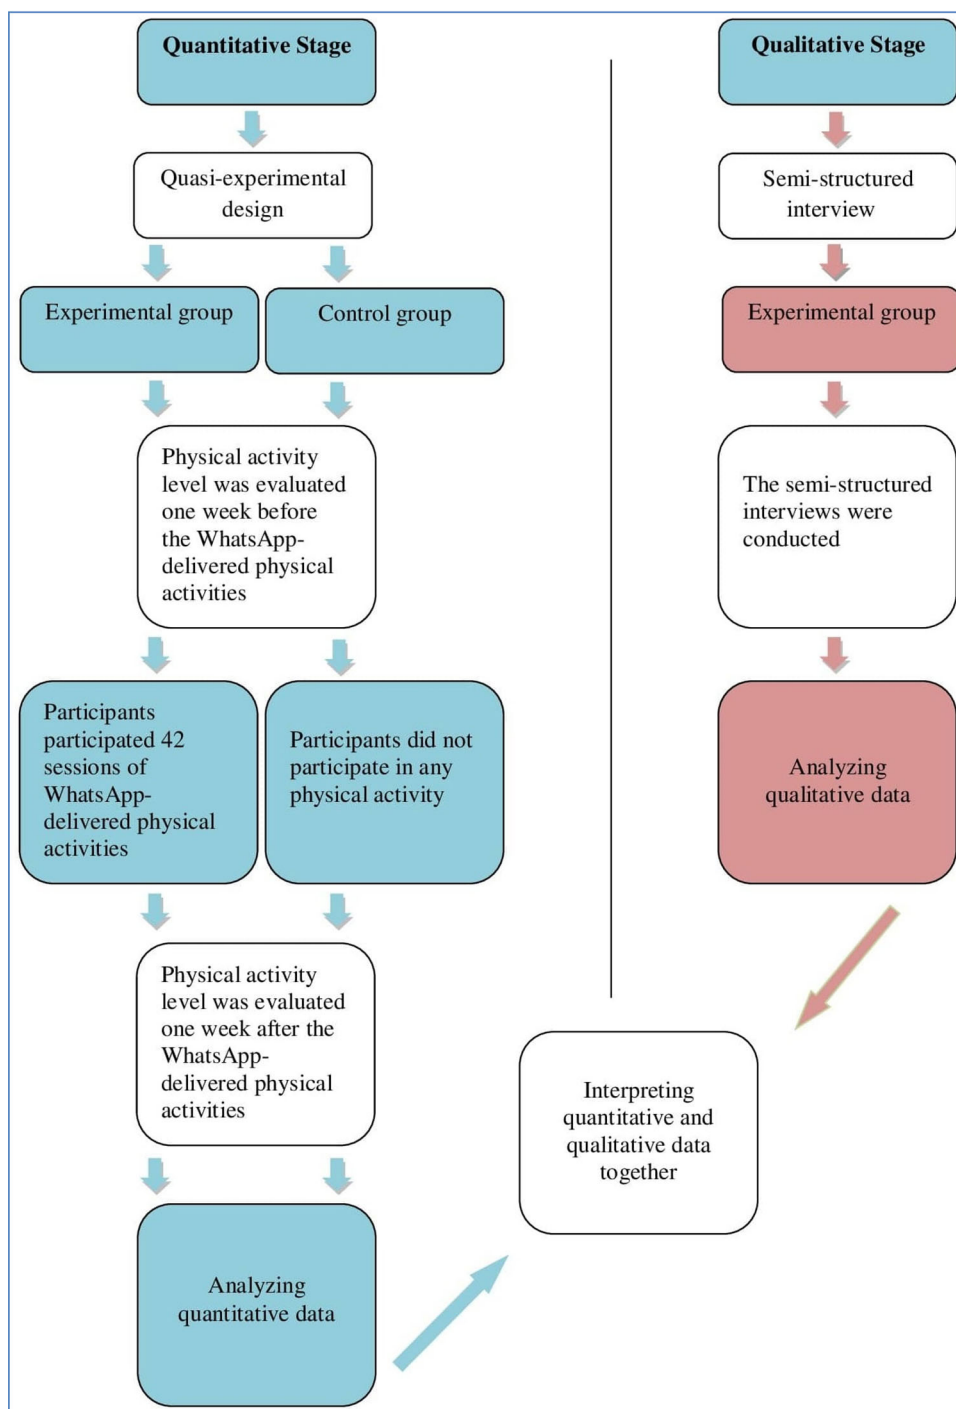 Quantitative Stage
Quasi-experimental
design
Experimental group
Control group
Physical activity
level was evaluated
one week before
the WhatsApp-
delivered physical
activities
Participants
participated 42
sessions of
WhatsApp-
delivered physical
activities
Participants did not
participate in any
physical activity
Physical activity
level was evaluated
one week after the
WhatsApp-
delivered physical
activities
Analyzing
quantitative data
Qualitative Stage
Semi-structured
interview
Experimental group
The semi-structured
interviews were
conducted
Analyzing
qualitative data
Interpreting
quantitative and
qualitative data
together